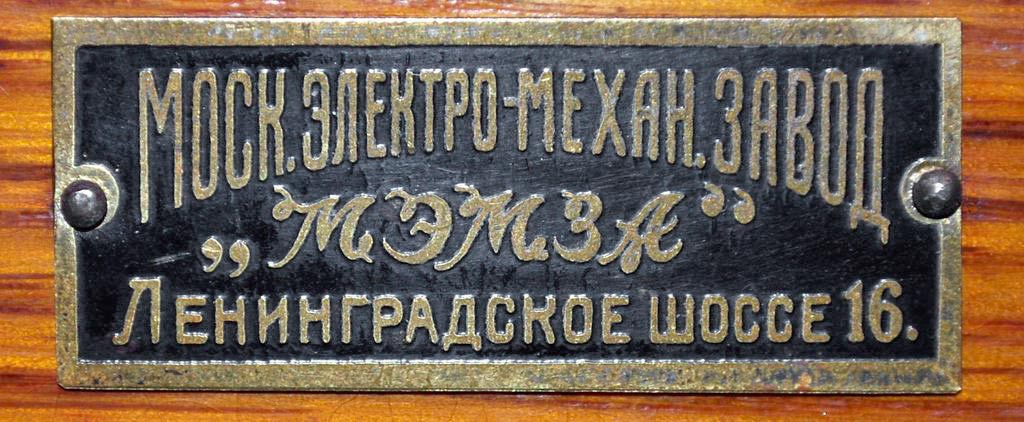 МОСК. ЭЛЕКТРО-МЕХАН. ЗАВОД
„МЭМЗА"
ЛЕНИНГРАДСКОЕ ШОССЕ 16.